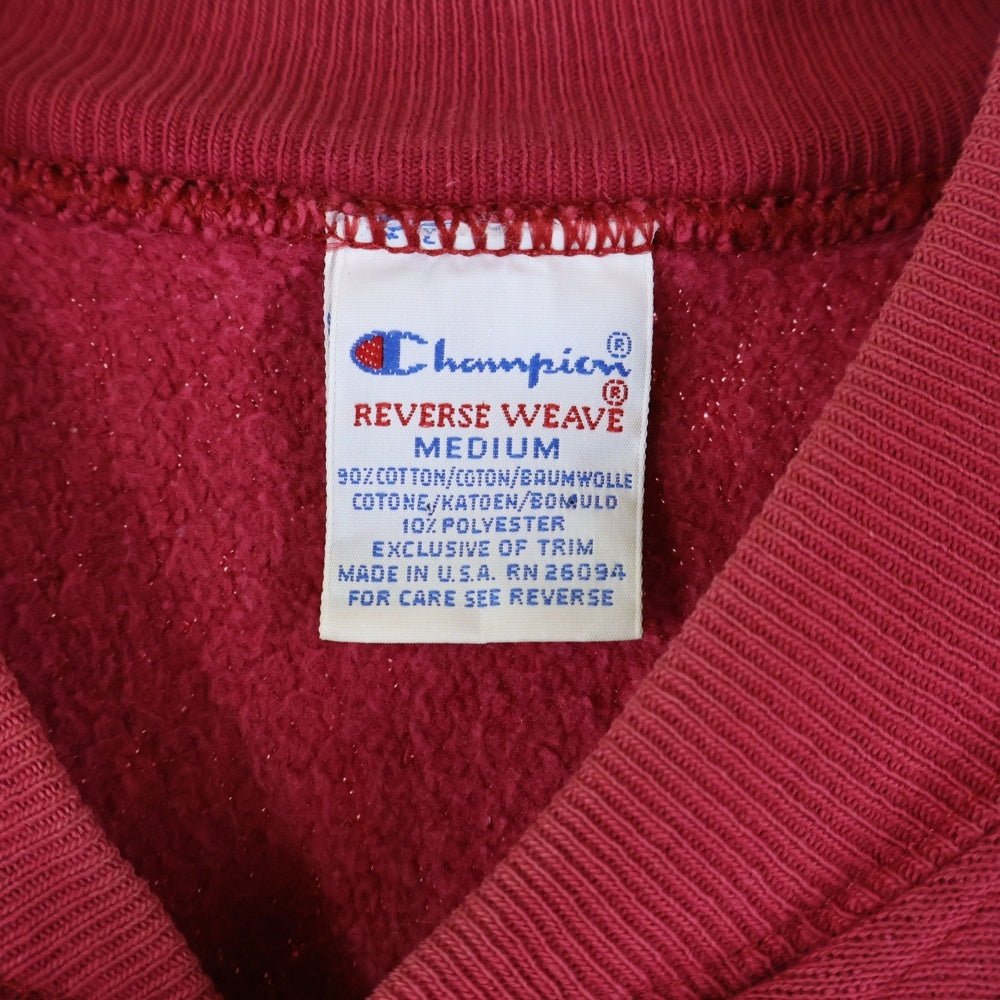 Champion®
REVERSE WEAVE®
MEDIUM
90% COTTON/COTON/BAUMWOLLE
COTONE/KATOEN/BOMULD
10% POLYESTER
EXCLUSIVE OF TRIM
MADE IN U.S.A. RN 26094
FOR CARE SEE REVERSE